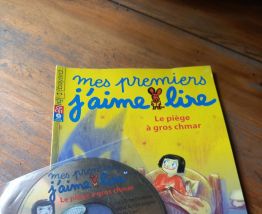 mes premiers
j'aime lire
Le piège
à gros chmar
mes premiers
j'aime lire
Le piège à gros chmar